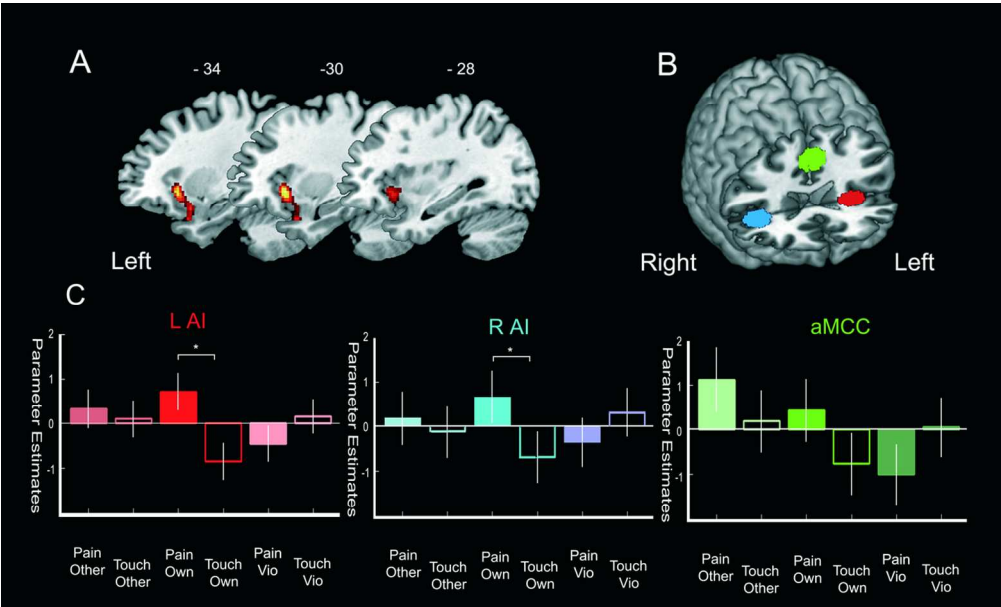 A
- 34
-30
- 28
Left
B
Right
Left
C
L AI
Parameter Estimates
2
1
0
-1
*
Pain Other
Touch Other
Pain Own
Touch Own
Pain Vio
Touch Vio
R AI
Parameter Estimates
2
1
0
-1
*
Pain Other
Touch Other
Pain Own
Touch Own
Pain Vio
Touch Vio
aMCC
Parameter Estimates
2
1
0
-1
Pain Other
Touch Other
Pain Own
Touch Own
Pain Vio
Touch Vio